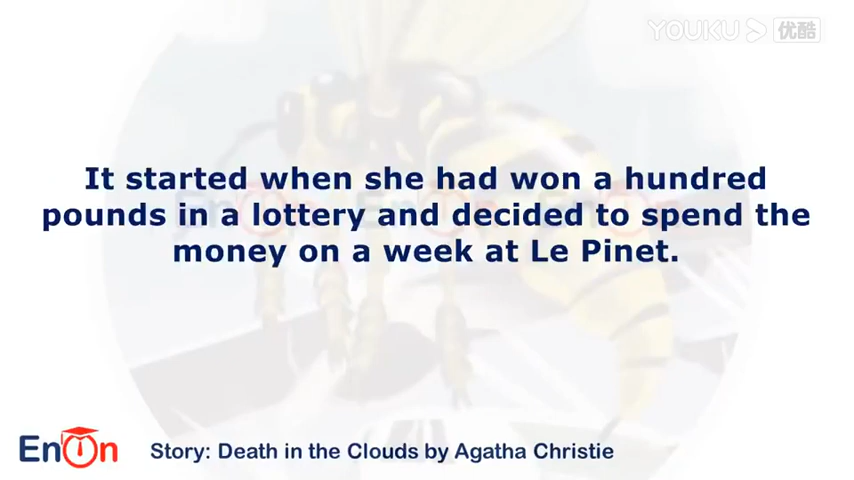 YOUKU 优酷
It started when she had won a hundred
pounds in a lottery and decided to spend the
money on a week at Le Pinet.
EnOn
Story: Death in the Clouds by Agatha Christie